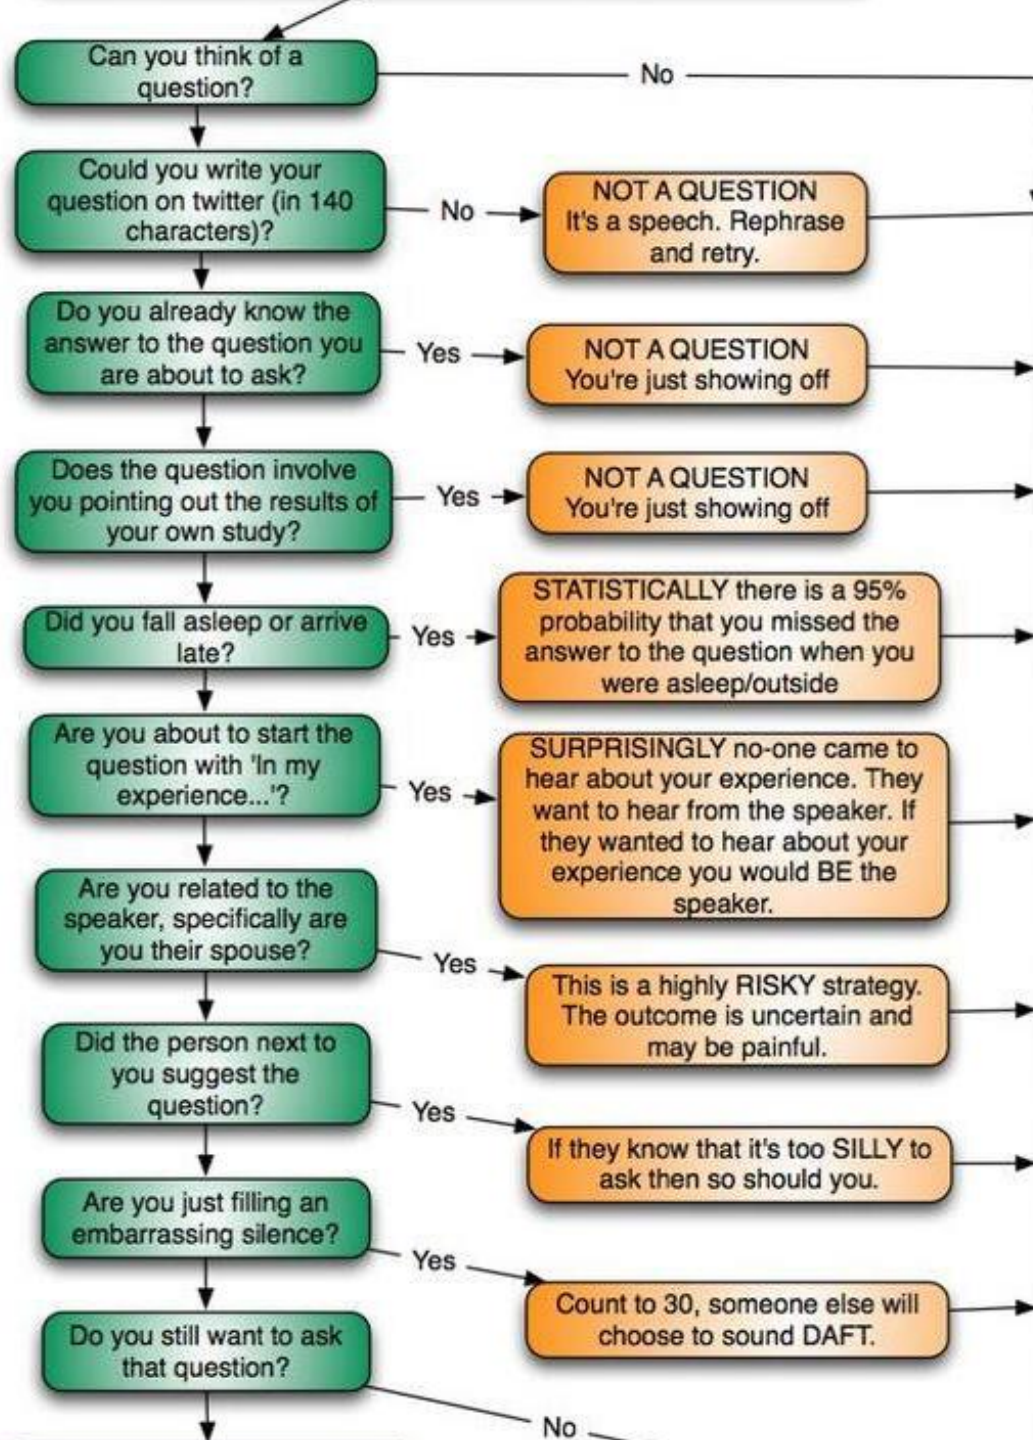 Can you think of a
question?
No
Could you write your
question on twitter (in 140
characters)?
No
NOT A QUESTION
It's a speech. Rephrase
and retry.
Do you already know the
answer to the question you
are about to ask?
Yes
NOT A QUESTION
You're just showing off
Does the question involve
you pointing out the results of
your own study?
Yes
NOT A QUESTION
You're just showing off
Did you fall asleep or arrive
late?
Yes
STATISTICALLY there is a 95%
probability that you missed the
answer to the question when you
were asleep/outside
Are you about to start the
question with 'In my
experience...'?
Yes
SURPRISINGLY no-one came to
hear about your experience. They
want to hear from the speaker. If
they wanted to hear about your
experience you would BE the
speaker.
Are you related to the
speaker, specifically are
you their spouse?
Yes
This is a highly RISKY strategy.
The outcome is uncertain and
may be painful.
Did the person next to
you suggest the
question?
Yes
If they know that it's too SILLY to
ask then so should you.
Are you just filling an
embarrassing silence?
Yes
Count to 30, someone else will
choose to sound DAFT.
Do you still want to ask
that question?
No